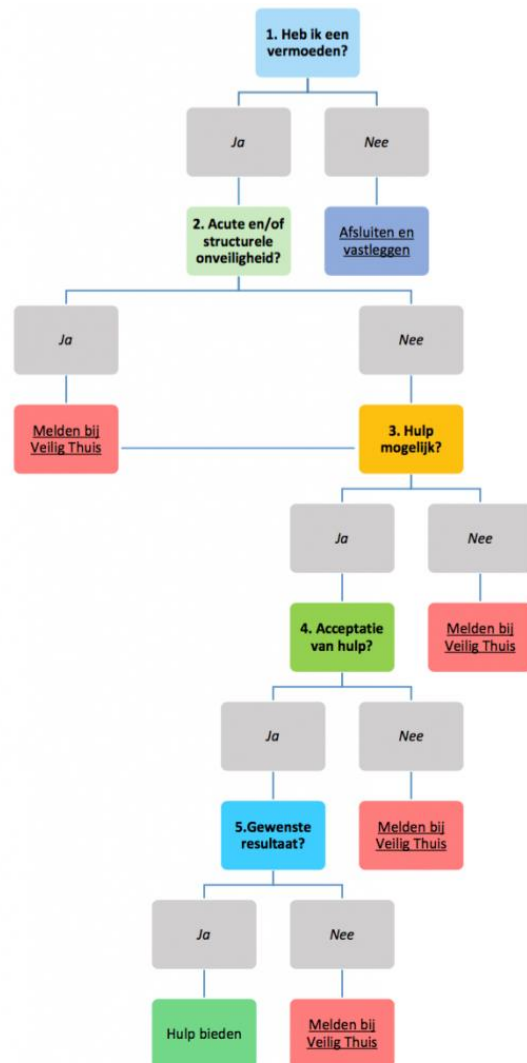 1. Heb ik een
vermoeden?
Ja
Nee
2. Acute en/of
structurele
onveiligheid?
Afsluiten en
vastleggen
Ja
Nee
Melden bij
Veilig Thuis
3. Hulp
mogelijk?
Ja
Nee
4. Acceptatie
van hulp?
Melden bij
Veilig Thuis
Ja
Nee
5.Gewenste
resultaat?
Melden bij
Veilig Thuis
Ja
Nee
Hulp bieden
Melden bij
Veilig Thuis